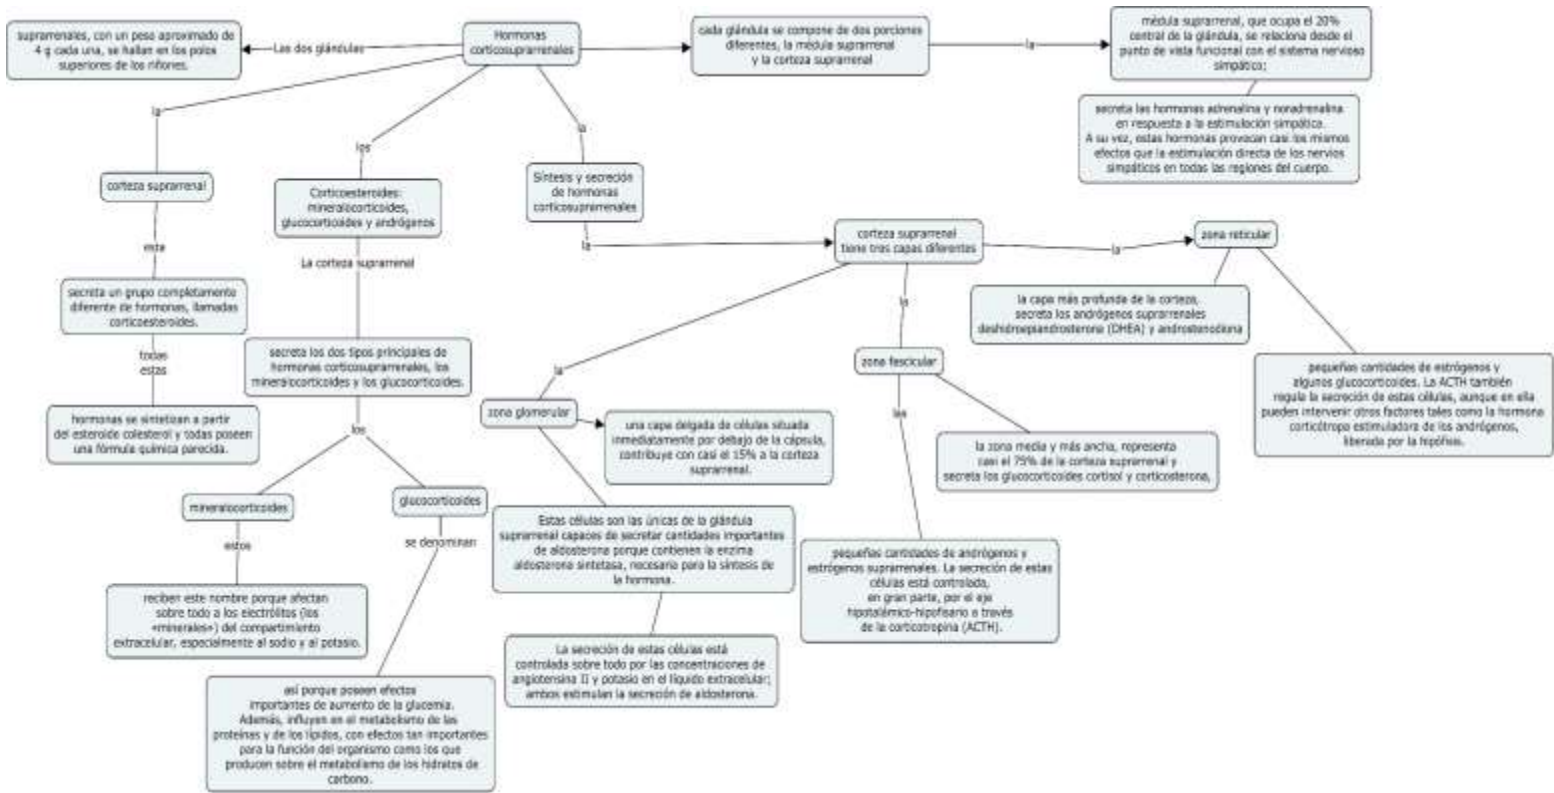 suprarrenales, con un peso aproximado de
4 g cada una, se hallan en los polos
superiores de los riñones.
Las dos glándulas
Hormonas
corticosuprarrenales
cada glándula se compone de dos porciones
diferentes, la médula suprarrenal
y la corteza suprarrenal
la
médula suprarrenal, que ocupa el 20%
central de la glándula, se relaciona desde el
punto de vista funcional con el sistema nervioso
simpático;
secreta las hormonas adrenalina y noradrenalina
en respuesta a la estimulación simpática.
A su vez, estas hormonas provocan casi los mismos
efectos que la estimulación directa de los nervios
simpáticos en todas las regiones del cuerpo.
la
corteza suprarrenal
esta
secreta un grupo completamente
diferente de hormonas, llamadas
corticoesteroides.
todas
estas
hormonas se sintetizan a partir
del esteroide colesterol y todas poseen
una fórmula química parecida.
los
Corticoesteroides:
mineralocorticoides,
glucocorticoides y andrógenos
La corteza suprarrenal
secreta los dos tipos principales de
hormonas corticosuprarrenales, los
mineralocorticoides y los glucocorticoides.
los
mineralocorticoides
estos
reciben este nombre porque afectan
sobre todo a los electrólitos (los
«minerales») del compartimiento
extracelular, especialmente al sodio y al potasio.
glucocorticoides
se denominan
así porque poseen efectos
importantes de aumento de la glucemia.
Además, influyen en el metabolismo de las
proteínas y de los lípidos, con efectos tan importantes
para la función del organismo como los que
producen sobre el metabolismo de los hidratos de
carbono.
la
Síntesis y secreción
de hormonas
corticosuprarrenales
la
corteza suprarrenal
tiene tres capas diferentes
la
zona glomerular
una capa delgada de células situada
inmediatamente por debajo de la cápsula,
contribuye con casi el 15% a la corteza
suprarrenal.
Estas células son las únicas de la glándula
suprarrenal capaces de secretar cantidades importantes
de aldosterona porque contienen la enzima
aldosterona sintetasa, necesaria para la síntesis de
la hormona.
La secreción de estas células está
controlada sobre todo por las concentraciones de
angiotensina II y potasio en el líquido extracelular;
ambos estimulan la secreción de aldosterona.
la
zona fascicular
la zona media y más ancha, representa
casi el 75% de la corteza suprarrenal y
secreta los glucocorticoides cortisol y corticosterona,
las
pequeñas cantidades de andrógenos y
estrógenos suprarrenales. La secreción de estas
células está controlada,
en gran parte, por el eje
hipotalámico-hipofisario a través
de la corticotropina (ACTH).
la
zona reticular
la capa más profunda de la corteza,
secreta los andrógenos suprarrenales
deshidroepiandrosterona (DHEA) y androstenodiona
pequeñas cantidades de estrógenos y
algunos glucocorticoides. La ACTH también
regula la secreción de estas células, aunque en ella
pueden intervenir otros factores tales como la hormona
corticótropa estimuladora de los andrógenos,
liberada por la hipófisis.